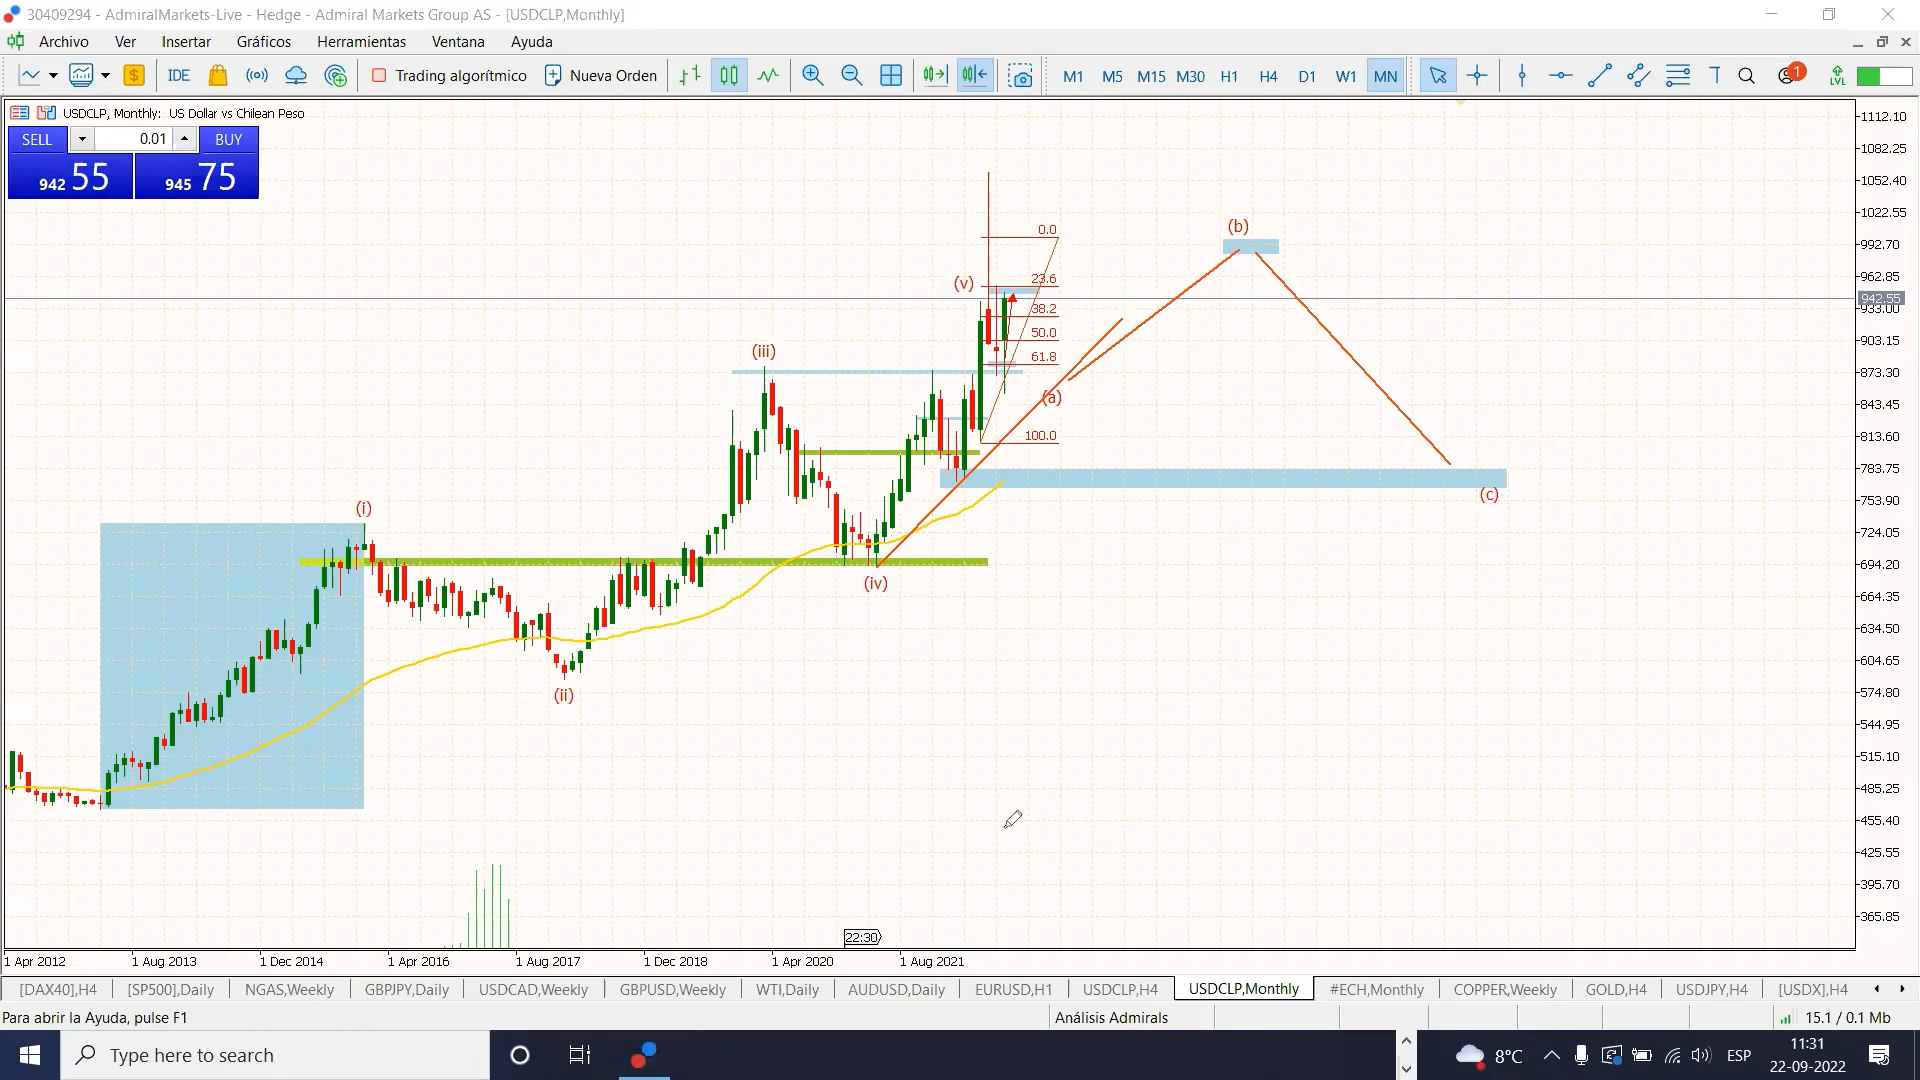 30409294 - AdmiralMarkets-Live - Hedge - Admiral Markets Group AS - [USDCLP,Monthly]
Archivo Ver Insertar Gráficos Herramientas Ventana Ayuda
IDE Trading algorítmico Nueva Orden M1 M5 M15 M30 H1 H4 D1 W1 MN T 1 LVL
USDCLP, Monthly: US Dollar vs Chilean Peso
SELL 0.01 BUY
942 55 945 75
1112.10
1082.25
1052.40
1022.55
992.70
962.85
942.55
933.00
903.15
873.30
843.45
813.60
783.75
753.90
724.05
694.20
664.35
634.50
604.65
574.80
544.95
515.10
485.25
455.40
425.55
395.70
365.85
(b)
0.0
23.6
(v)
38.2
50.0
(iii)
61.8
(a)
100.0
(c)
(i)
(iv)
(ii)
22:30
1 Apr 2012 1 Aug 2013 1 Dec 2014 1 Apr 2016 1 Aug 2017 1 Dec 2018 1 Apr 2020 1 Aug 2021
[DAX40],H4 [SP500],Daily NGAS,Weekly GBPJPY,Daily USDCAD,Weekly GBPUSD,Weekly WTI,Daily AUDUSD,Daily EURUSD,H1 USDCLP,H4 USDCLP,Monthly #ECH,Monthly COPPER,Weekly GOLD,H4 USDJPY,H4 [USDX],H4
Para abrir la Ayuda, pulse F1 Análisis Admirals 15.1 / 0.1 Mb
Type here to search 8°C ESP 11:31
22-09-2022